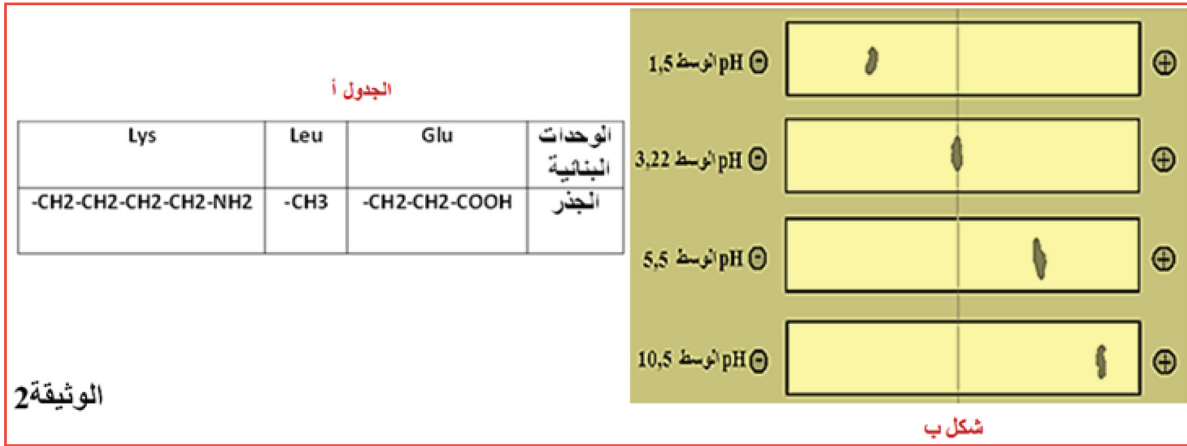 الجدول أ
الوحدات البنائية Glu Leu Lys
الجذر -CH2-CH2-COOH -CH3 -CH2-CH2-CH2-CH2-NH2
الوثيقة2
⊖ pH الوسط 1,5 ⊕
⊖ pH الوسط 3,22 ⊕
⊖ pH الوسط 5,5 ⊕
⊖ pH الوسط 10,5 ⊕
شكل ب